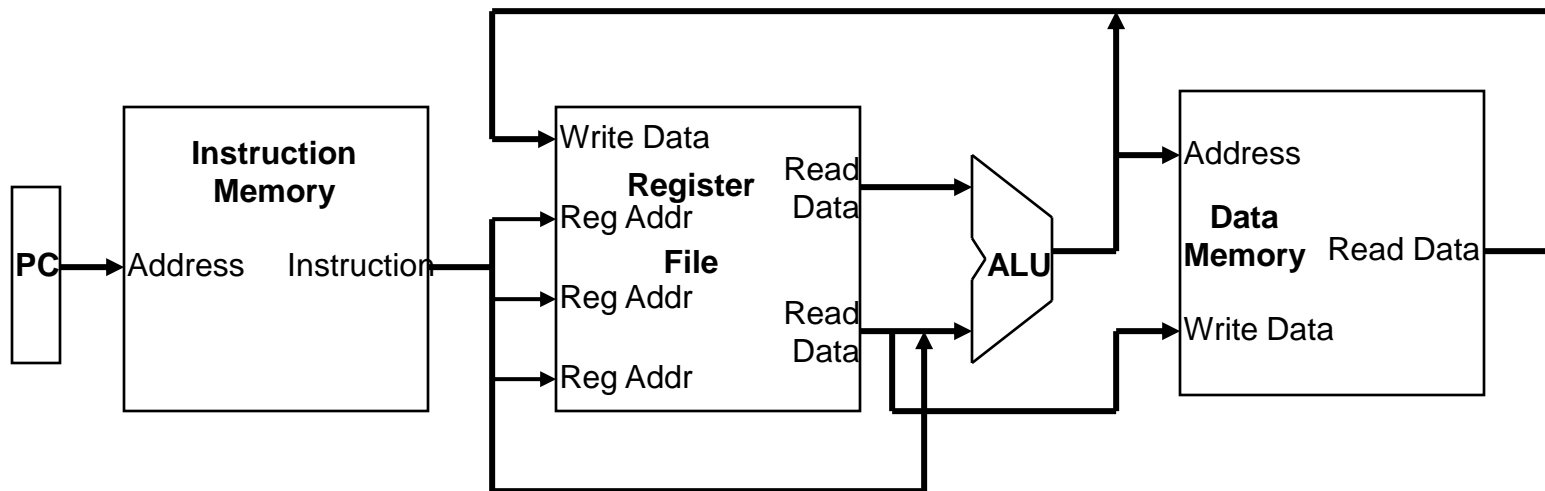 PC
Instruction
Memory
Address
Instruction
Write Data
Register
File
Reg Addr
Reg Addr
Reg Addr
Read
Data
Read
Data
ALU
Address
Data
Memory
Read Data
Write Data